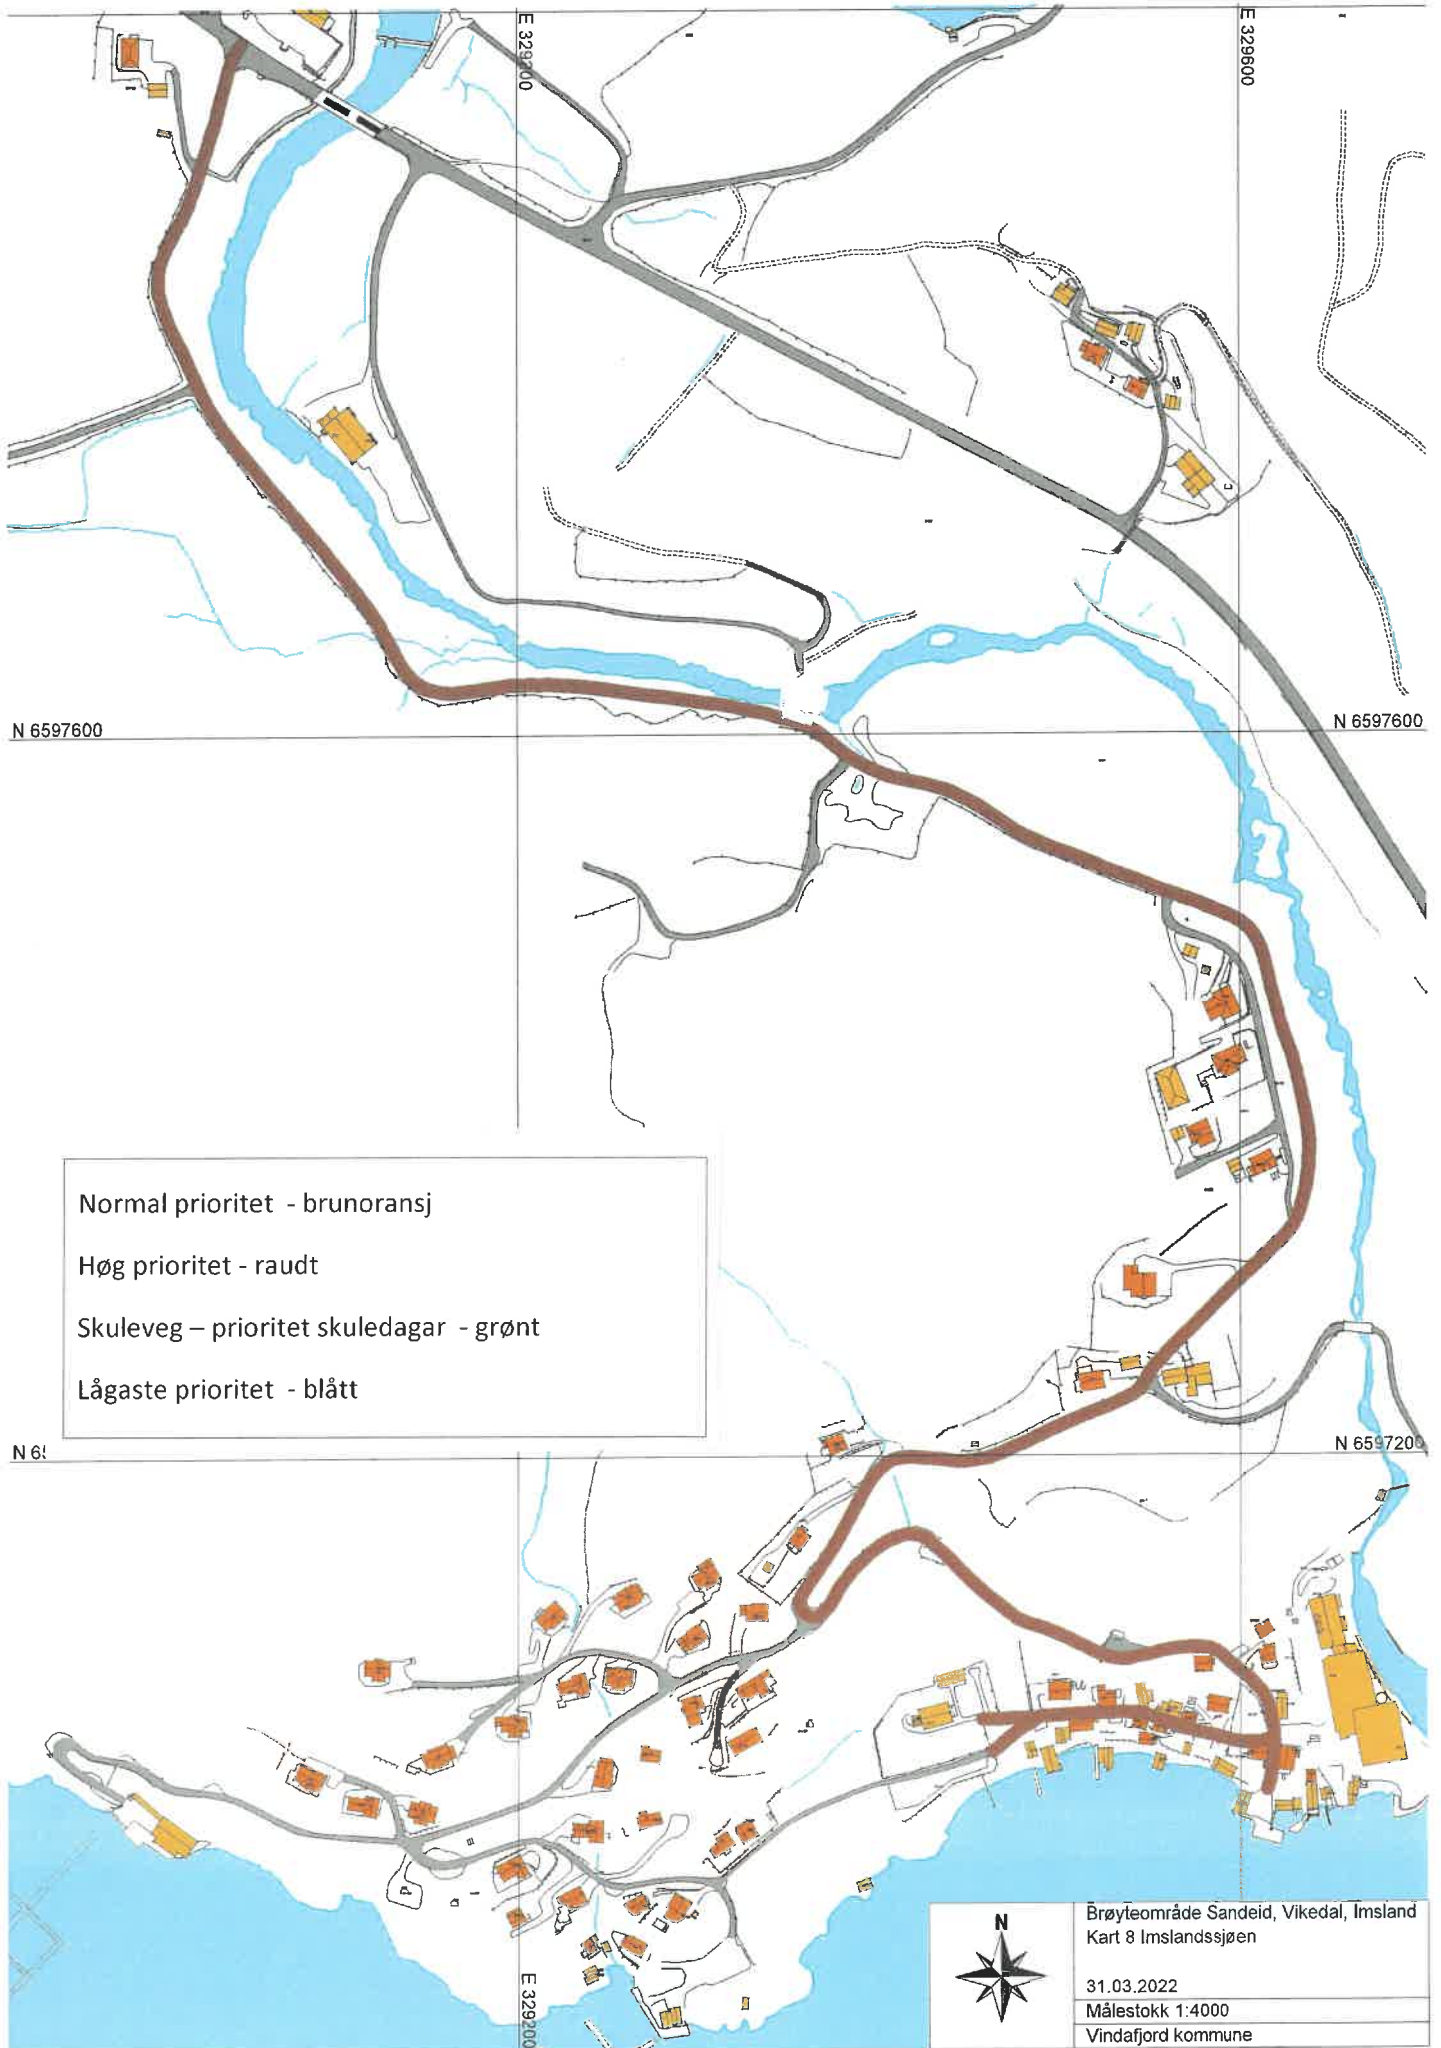 E 329200
E 329600
N 6597600
N 6597600
Normal prioritet - brunoransj
Høg prioritet - raudt
Skuleveg – prioritet skuledagar - grønt
Lågaste prioritet - blått
N 65
N 6597200
E 329200
N
Brøyteområde Sandeid, Vikedal, Imsland
Kart 8 Imslandssjøen
31.03.2022
Målestokk 1:4000
Vindafjord kommune